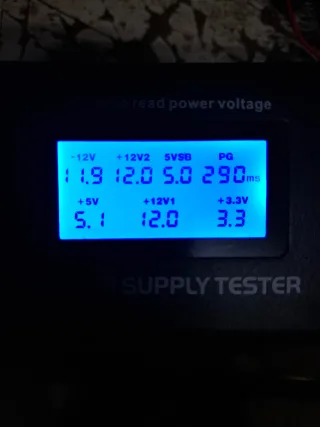 read power voltage
-12V +12V2 5VSB PG
11.9 12.0 5.0 290ms
+5V +12V1 +3.3V
5.1 12.0 3.3
SUPPLY TESTER